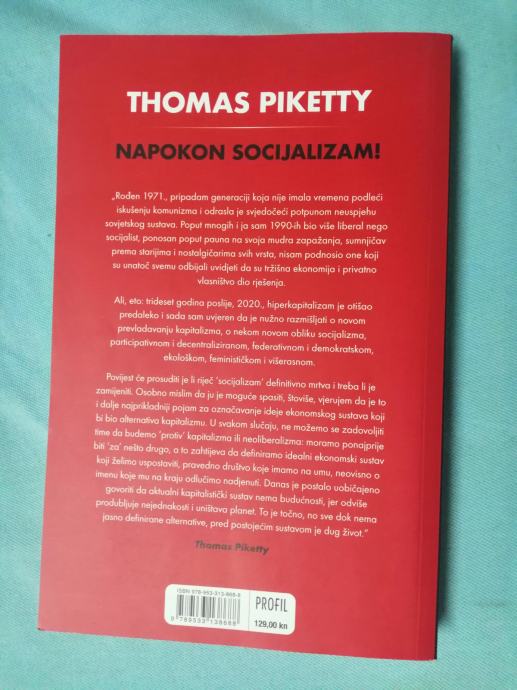 THOMAS PIKETTY
NAPOKON SOCIJALIZAM!
„Rođen 1971., pripadam generaciji koja nije imala vremena podleći
iskušenju komunizma i odrasla je svjedočeći potpunom neuspjehu
sovjetskog sustava. Poput mnogih i ja sam 1990-ih bio više liberal nego
socijalist, ponosan poput pauna na svoja mudra zapažanja, sumnjičav
prema starijima i nostalgičarima svih vrsta, nisam podnosio one koji
su unatoč svemu odbijali uvidjeti da su tržišna ekonomija i privatno
vlasništvo dio rješenja.
Ali, eto: trideset godina poslije, 2020., hiperkapitalizam je otišao
predaleko i sada sam uvjeren da je nužno razmišljati o novom
prevladavanju kapitalizma, o nekom novom obliku socijalizma,
participativnom i decentraliziranom, federativnom i demokratskom,
ekološkom, feminističkom i višerasnom.
Povijest će prosuditi je li riječ 'socijalizam' definitivno mrtva i treba li je
zamijeniti. Osobno mislim da ju je moguće spasiti, štoviše, vjerujem da je to
i dalje najprikladniji pojam za označavanje ideje ekonomskog sustava koji
bi bio alternativa kapitalizmu. U svakom slučaju, ne možemo se zadovoljiti
time da budemo 'protiv' kapitalizma ili neoliberalizma: moramo ponajprije
biti 'za' nešto drugo, a to zahtijeva da definiramo idealni ekonomski sustav
koji želimo uspostaviti, pravedno društvo koje imamo na umu, neovisno o
imenu koje mu na kraju odlučimo nadjenuti. Danas je postalo uobičajeno
govoriti da aktualni kapitalistički sustav nema budućnosti, jer odviše
produbljuje nejednakosti i uništava planet. To je točno, no sve dok nema
jasno definirane alternative, pred postojećim sustavom je dug život.”
Thomas Piketty
ISBN 978-953-313-868-8
9 789533 138688
PROFIL
129,00 kn